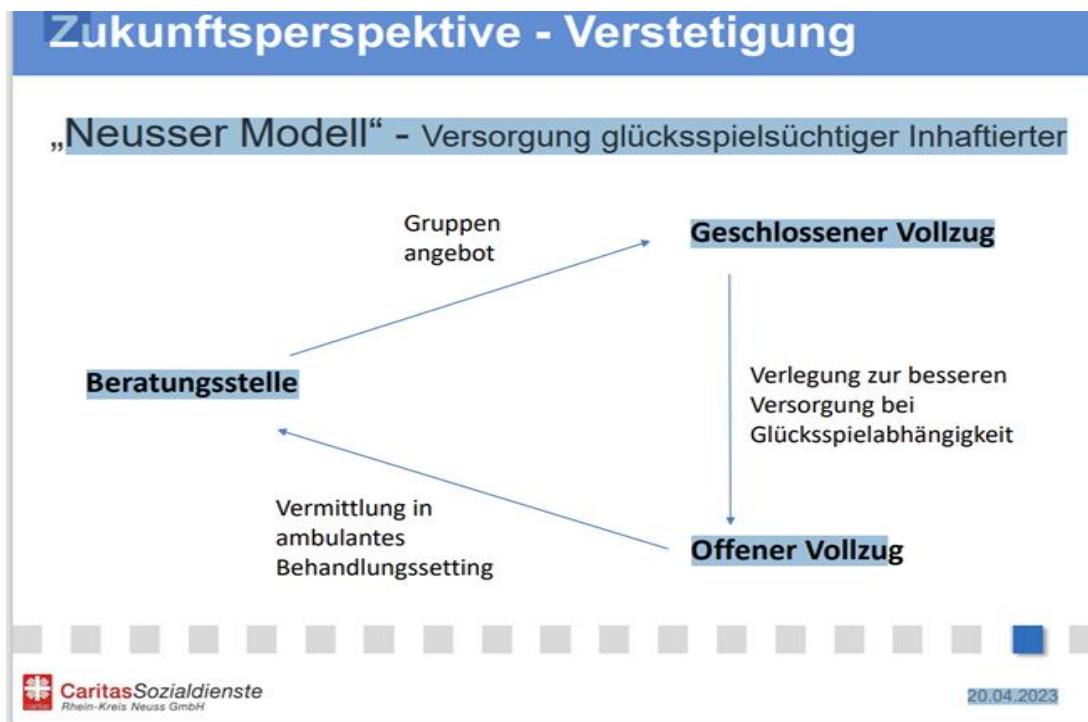 Zukunftsperspektive - Verstetigung
„Neusser Modell“ - Versorgung glücksspielsüchtiger Inhaftierter
Gruppen
angebot
Geschlossener Vollzug
Beratungsstelle
Verlegung zur besseren
Versorgung bei
Glücksspielabhängigkeit
Vermittlung in
ambulantes
Behandlungssetting
Offener Vollzug
caritas
CaritasSozialdienste
Rhein-Kreis Neuss GmbH
20.04.2023